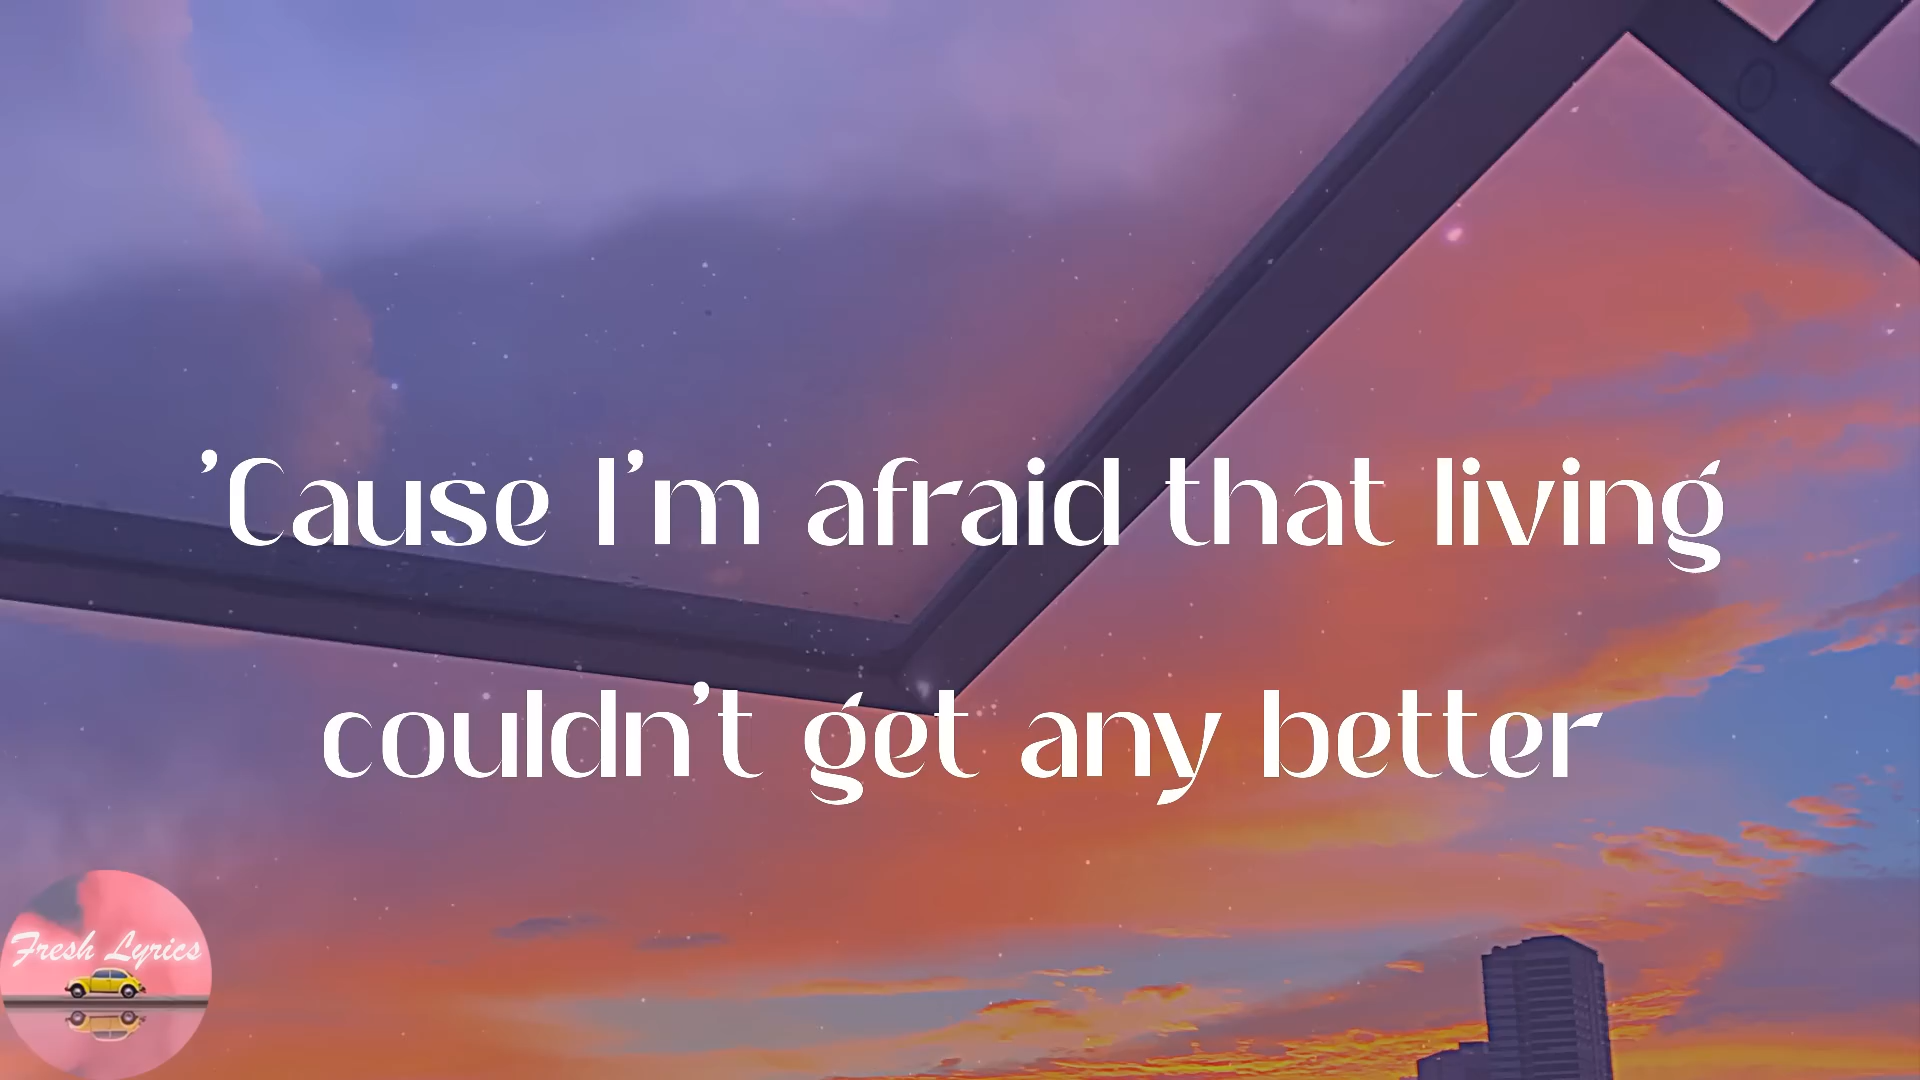 'Cause I'm afraid that living
couldn't get any better
Fresh Lyrics